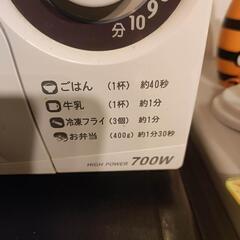 分 10 9 8
ごはん (1杯) 約40秒
牛乳 (1杯) 約1分
冷凍フライ (3個) 約1分
お弁当 (400g) 約1分30秒
HIGH POWER 700W